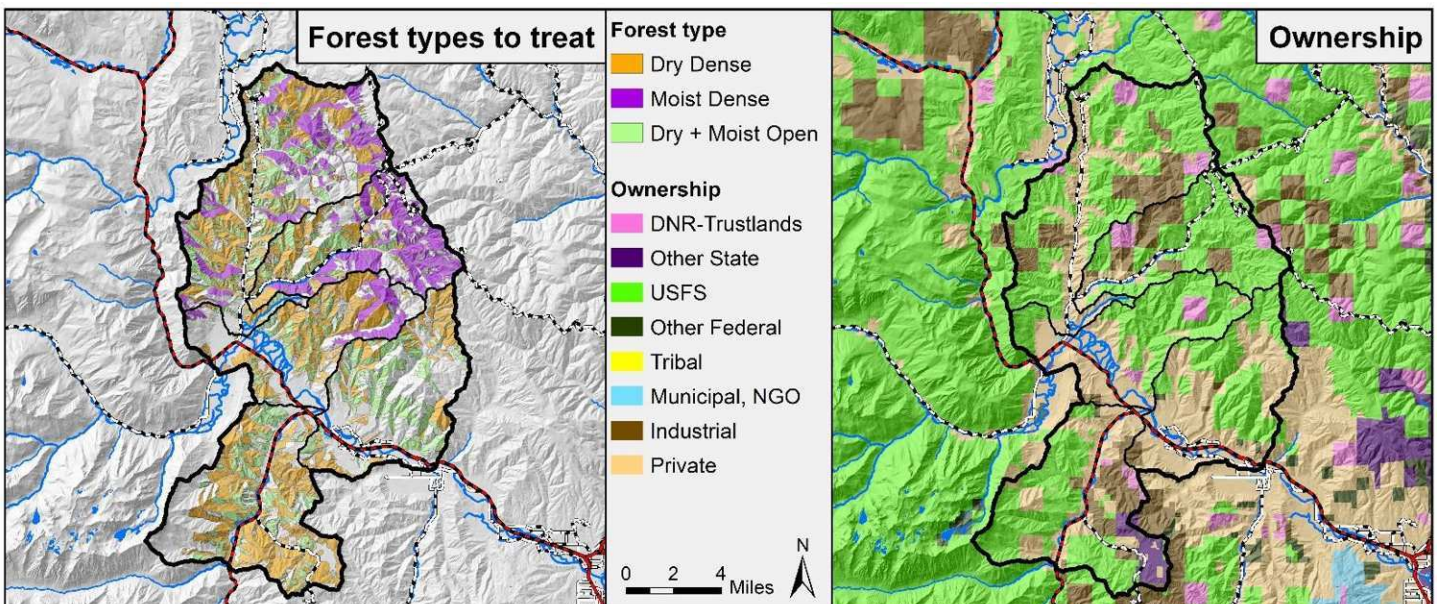 Forest types to treat
Forest type
Dry Dense
Moist Dense
Dry + Moist Open
Ownership
DNR-Trustlands
Other State
USFS
Other Federal
Tribal
Municipal, NGO
Industrial
Private
N
0 2 4 Miles
Ownership